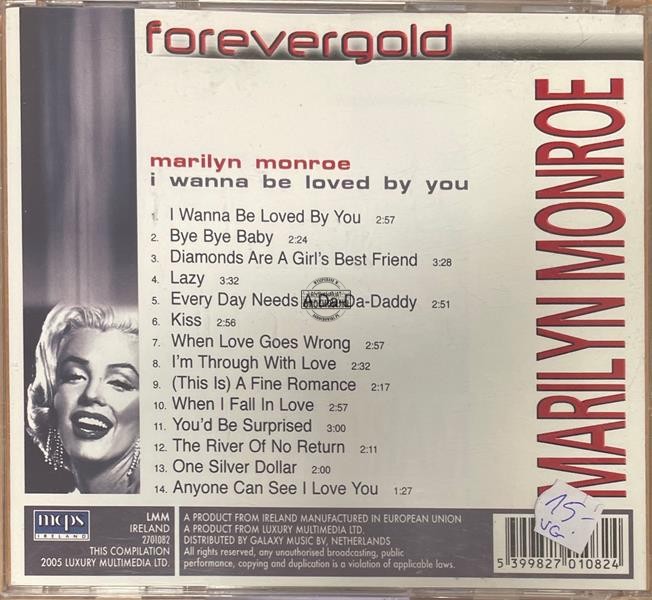 forevergold
marilyn monroe
i wanna be loved by you
1. I Wanna Be Loved By You 2:57
2. Bye Bye Baby 2:24
3. Diamonds Are A Girl's Best Friend 3:28
4. Lazy 3:32
5. Every Day Needs A Da-Da-Daddy 2:51
6. Kiss 2:56
7. When Love Goes Wrong 2:57
8. I'm Through With Love 2:32
9. (This Is) A Fine Romance 2:17
10. When I Fall In Love 2:57
11. You'd Be Surprised 3:00
12. The River Of No Return 2:11
13. One Silver Dollar 2:00
14. Anyone Can See I Love You 1:27
MARILYN MONROE
mcps
IRELAND
LMM
IRELAND
2701082
THIS COMPILATION
2005 LUXURY MULTIMEDIA LTD.
A PRODUCT FROM IRELAND MANUFACTURED IN EUROPEAN UNION
A PRODUCT FROM LUXURY MULTIMEDIA LTD.
DISTRIBUTED BY GALAXY MUSIC BV, NETHERLANDS
All rights reserved, any unauthorised broadcasting, public
performance, copying and duplication is a violation of applicable laws.
15-
VG.
5 399827 010824